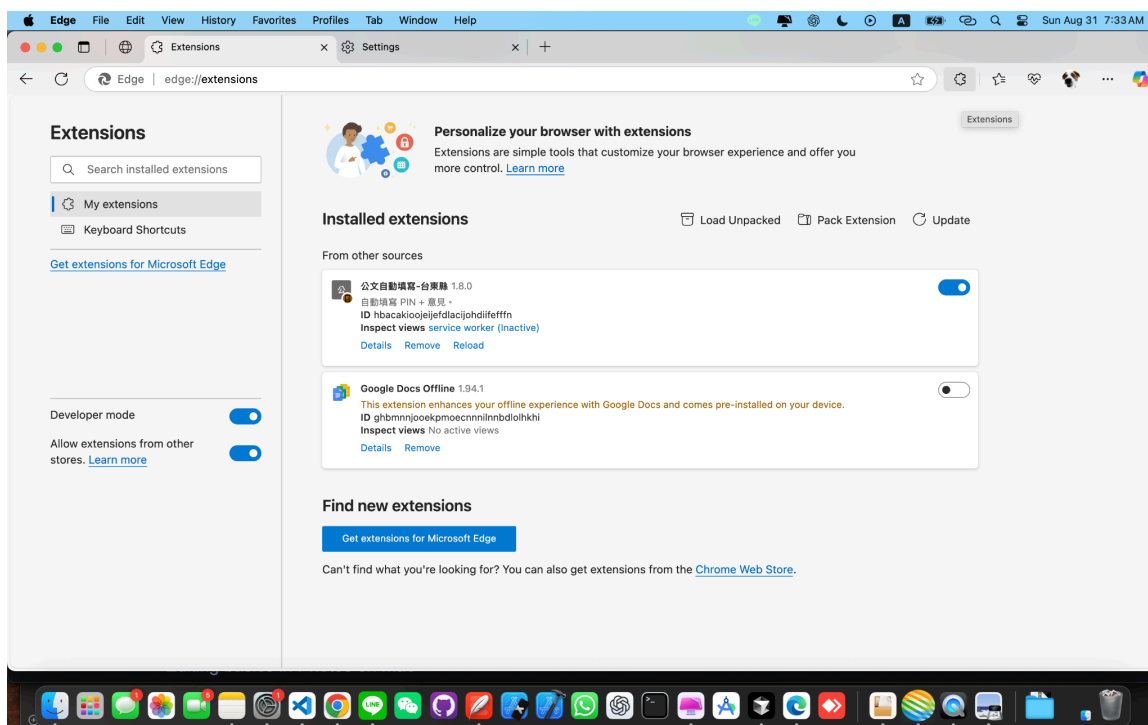 Edge File Edit View History Favorites Profiles Tab Window Help
A
Sun Aug 31 7:33 AM
Extensions
Settings
Edge
edge://extensions
Extensions
Extensions
Search installed extensions
My extensions
Keyboard Shortcuts
Get extensions for Microsoft Edge
Developer mode
Allow extensions from other
stores. Learn more
Personalize your browser with extensions
Extensions are simple tools that customize your browser experience and offer you
more control. Learn more
Installed extensions
Load Unpacked
Pack Extension
Update
From other sources
公文自動填寫-台東縣 1.8.0
自動填寫 PIN + 意見。
ID hbacakioojeijefdlacijohdiifefffn
Inspect views service worker (Inactive)
Details Remove Reload
Google Docs Offline 1.94.1
This extension enhances your offline experience with Google Docs and comes pre-installed on your device.
ID ghbmnnjooekpmoecnnnilnnbdlolhkhi
Inspect views No active views
Details Remove
Find new extensions
Get extensions for Microsoft Edge
Can't find what you're looking for? You can also get extensions from the Chrome Web Store.
LINE